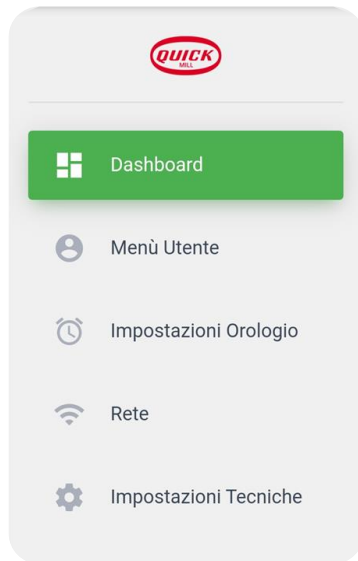 QUICK
MILL
Dashboard
Menù Utente
Impostazioni Orologio
Rete
Impostazioni Tecniche